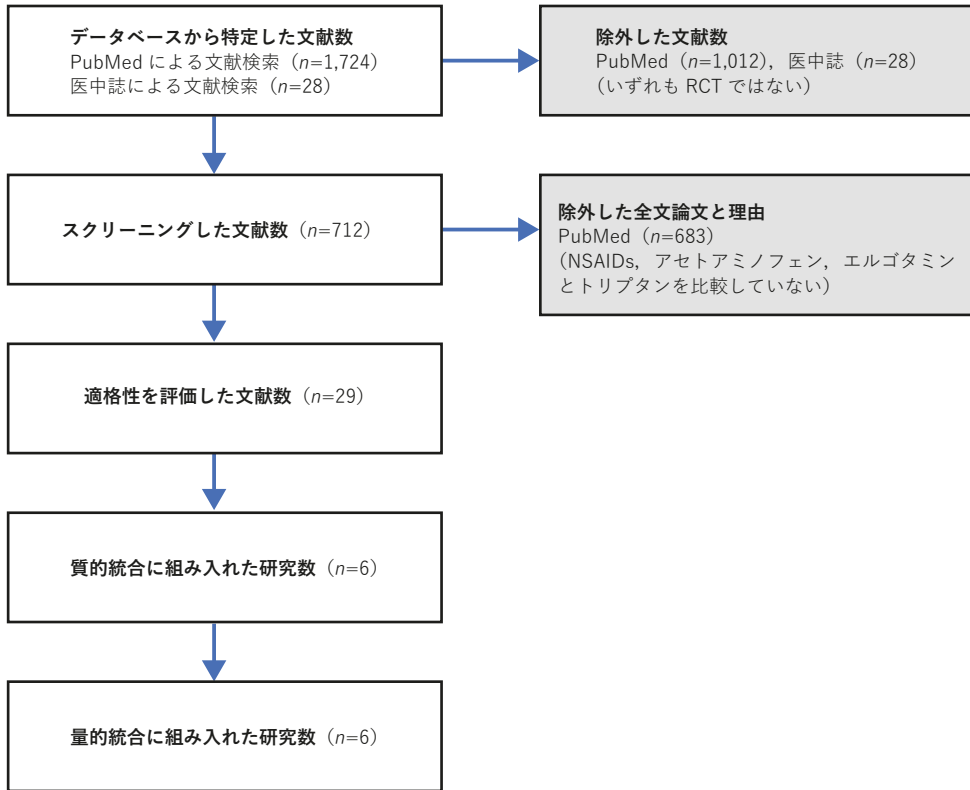 データベースから特定した文献数
PubMed による文献検索（n=1,724）
医中誌による文献検索（n=28）
除外した文献数
PubMed（n=1,012），医中誌（n=28）
（いずれも RCT ではない）
スクリーニングした文献数（n=712）
除外した全文論文と理由
PubMed（n=683）
（NSAIDs，アセトアミノフェン，エルゴタミン
とトリプタンを比較していない）
適格性を評価した文献数（n=29）
質的統合に組み入れた研究数（n=6）
量的統合に組み入れた研究数（n=6）